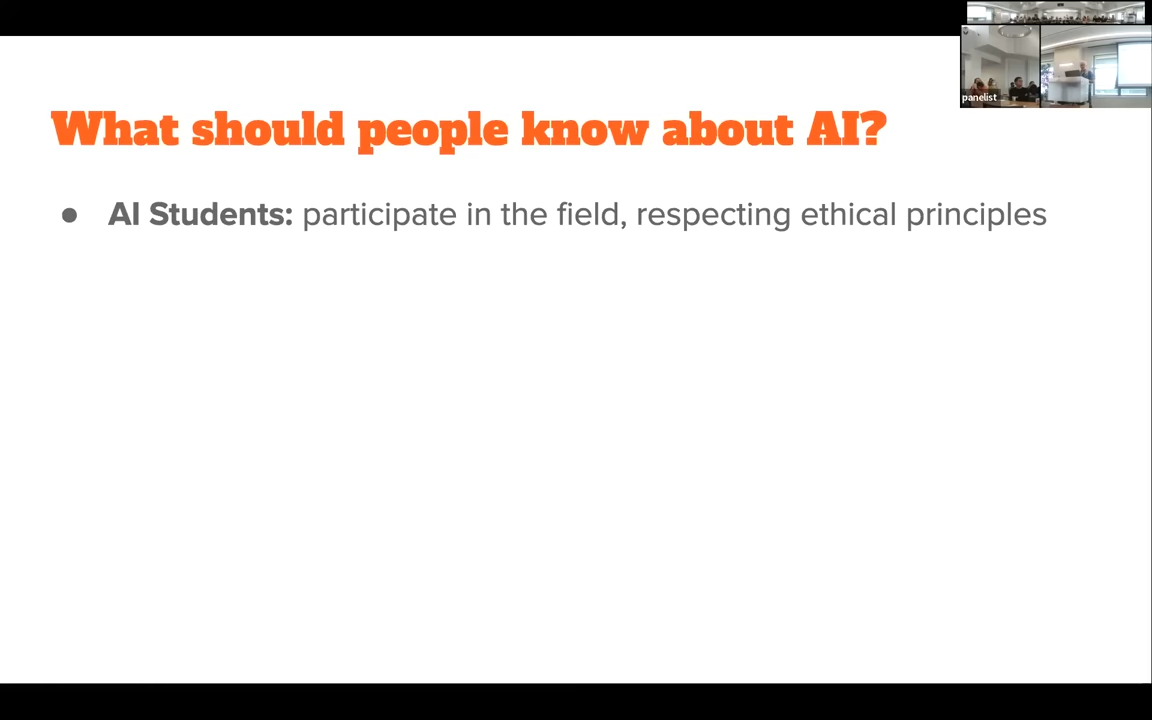 What should people know about AI?
● AI Students: participate in the field, respecting ethical principles
panelist